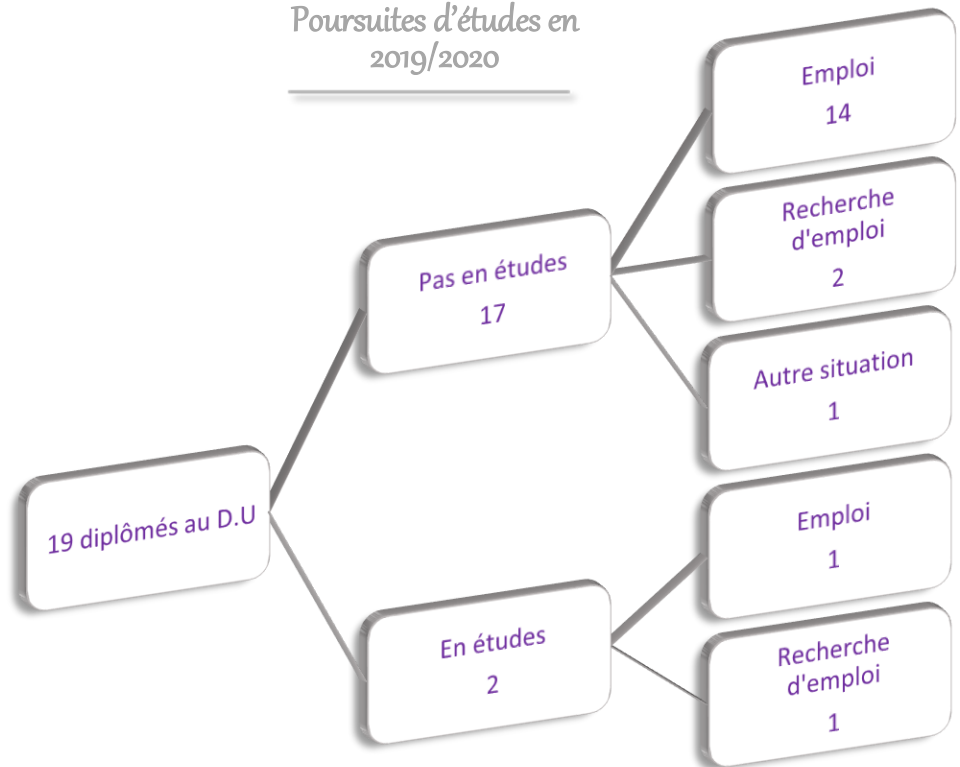 Poursuites d'études en
2019/2020
19 diplômés au D.U
Pas en études
17
Emploi
14
Recherche
d'emploi
2
Autre situation
1
En études
2
Emploi
1
Recherche
d'emploi
1